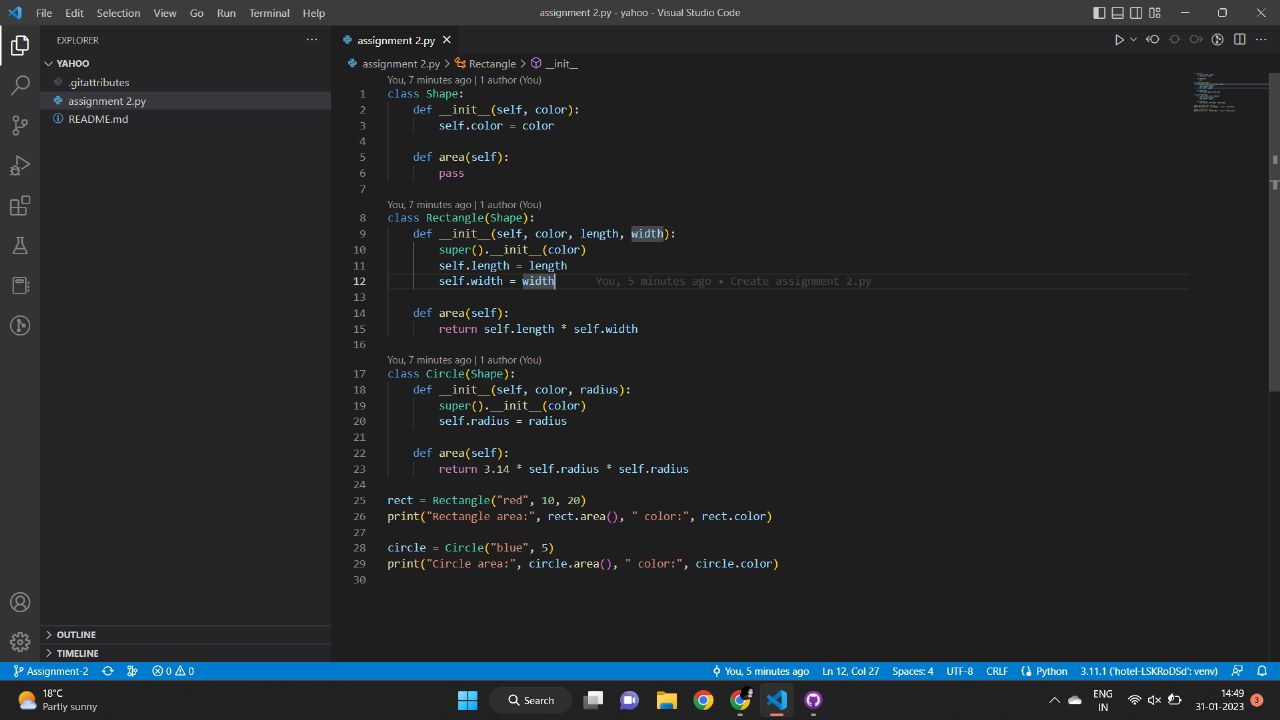 File Edit Selection View Go Run Terminal Help
assignment 2.py - yahoo - Visual Studio Code
EXPLORER
YAHOO
.gitattributes
assignment 2.py
README.md
OUTLINE
TIMELINE
assignment 2.py
assignment 2.py > Rectangle > __init__
You, 7 minutes ago | 1 author (You)
1 class Shape:
2     def __init__(self, color):
3         self.color = color
4
5     def area(self):
6         pass
7
You, 7 minutes ago | 1 author (You)
8 class Rectangle(Shape):
9     def __init__(self, color, length, width):
10         super().__init__(color)
11         self.length = length
12         self.width = width     You, 5 minutes ago • Create assignment 2.py
13
14     def area(self):
15         return self.length * self.width
16
You, 7 minutes ago | 1 author (You)
17 class Circle(Shape):
18     def __init__(self, color, radius):
19         super().__init__(color)
20         self.radius = radius
21
22     def area(self):
23         return 3.14 * self.radius * self.radius
24
25 rect = Rectangle("red", 10, 20)
26 print("Rectangle area:", rect.area(), " color:", rect.color)
27
28 circle = Circle("blue", 5)
29 print("Circle area:", circle.area(), " color:", circle.color)
30
Assignment-2 0 0 You, 5 minutes ago Ln 12, Col 27 Spaces: 4 UTF-8 CRLF Python 3.11.1 ('hotel-LSKRoDSd': venv)
18°C
Partly sunny
Search
ENG
IN
14:49
31-01-2023
3